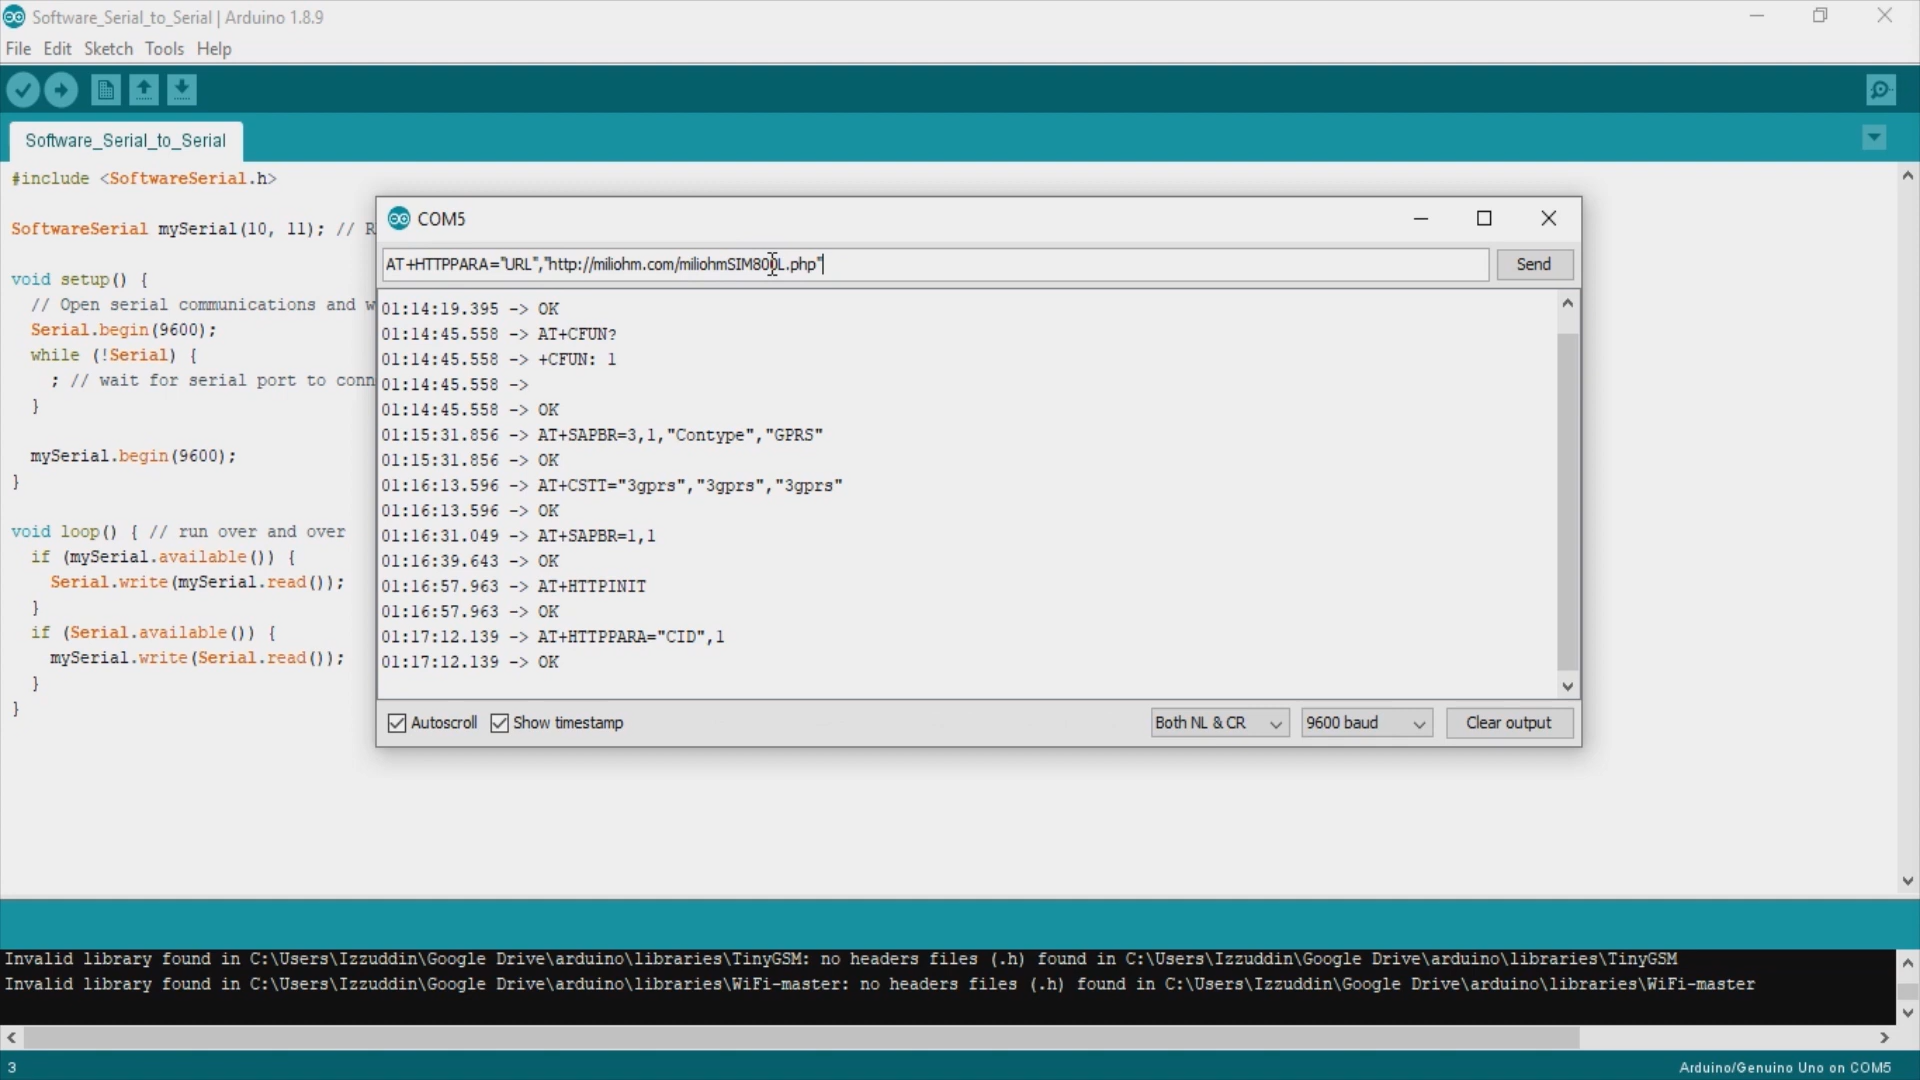 Software_Serial_to_Serial | Arduino 1.8.9
File Edit Sketch Tools Help
Software_Serial_to_Serial
#include <SoftwareSerial.h>
SoftwareSerial mySerial(10, 11); // R
void setup() {
// Open serial communications and w
Serial.begin(9600);
while (!Serial) {
; // wait for serial port to conn
}
mySerial.begin(9600);
}
void loop() { // run over and over
if (mySerial.available()) {
Serial.write(mySerial.read());
}
if (Serial.available()) {
mySerial.write(Serial.read());
}
}
COM5
AT+HTTPPARA="URL","http://miliohm.com/miliohmSIM800L.php"
Send
01:14:19.395 -> OK
01:14:45.558 -> AT+CFUN?
01:14:45.558 -> +CFUN: 1
01:14:45.558 ->
01:14:45.558 -> OK
01:15:31.856 -> AT+SAPBR=3,1,"Contype","GPRS"
01:15:31.856 -> OK
01:16:13.596 -> AT+CSTT="3gprs","3gprs","3gprs"
01:16:13.596 -> OK
01:16:31.049 -> AT+SAPBR=1,1
01:16:39.643 -> OK
01:16:57.963 -> AT+HTTPINIT
01:16:57.963 -> OK
01:17:12.139 -> AT+HTTPPARA="CID",1
01:17:12.139 -> OK
Autoscroll Show timestamp Both NL & CR 9600 baud Clear output
Invalid library found in C:\Users\Izzuddin\Google Drive\arduino\libraries\TinyGSM: no headers files (.h) found in C:\Users\Izzuddin\Google Drive\arduino\libraries\TinyGSM
Invalid library found in C:\Users\Izzuddin\Google Drive\arduino\libraries\WiFi-master: no headers files (.h) found in C:\Users\Izzuddin\Google Drive\arduino\libraries\WiFi-master
3 Arduino/Genuino Uno on COM5